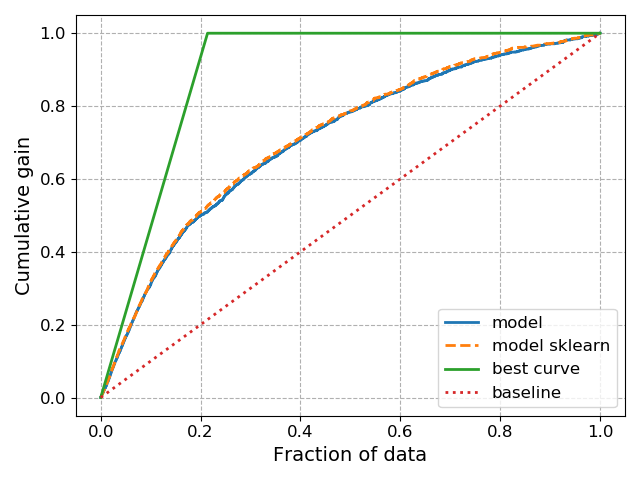 1.0
0.8
0.6
0.4
0.2
0.0
Cumulative gain
model
model sklearn
best curve
baseline
0.0 0.2 0.4 0.6 0.8 1.0
Fraction of data